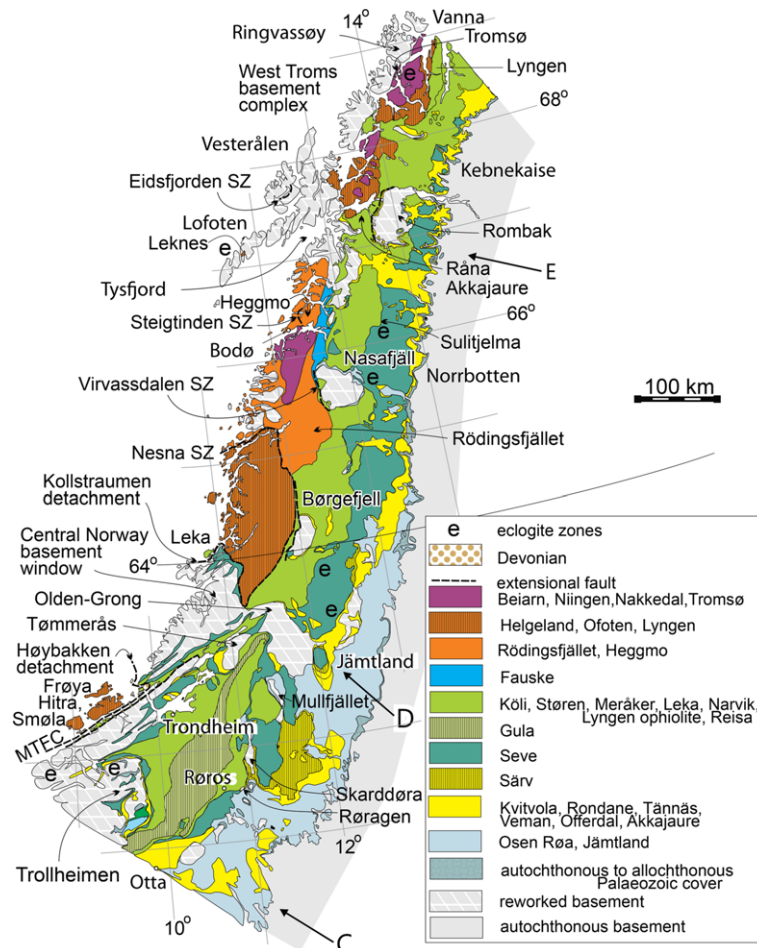 14°
Vanna
Ringvassøy
Tromsø
e
Lyngen
West Troms
basement
complex
68°
Vesterålen
Kebnekaise
Eidsfjorden SZ
Lofoten
Leknes
e
Rombak
E
Tysfjord
Råna
Akkajaure
Heggmo
66°
Steigtinden SZ
e
Sulitjelma
Bodø
Nasafjäll
e
Norrbotten
Virvassdalen SZ
100 km
Rödingsfjället
Nesna SZ
Kollstraumen
detachment
Børgefjell
Central Norway
basement
window
Leka
64°
e
Olden-Grong
e
Tømmerås
Høybakken
detachment
Jämtland
Frøya
Hitra,
Smøla
Mullfjället
D
MTEC
Trondheim
e
e
Røros
Skarddøra
Røragen
12°
Trollheimen
Otta
10°
C
e eclogite zones
Devonian
extensional fault
Beiarn, Niingen,Nakkedal,Tromsø
Helgeland, Ofoten, Lyngen
Rödingsfjället, Heggmo
Fauske
Köli, Støren, Meråker, Leka, Narvik,
Lyngen ophiolite, Reisa
Gula
Seve
Särv
Kvitvola, Rondane, Tännäs,
Veman, Offerdal, Akkajaure
Osen Røa, Jämtland
autochthonous to allochthonous
Palaeozoic cover
reworked basement
autochthonous basement